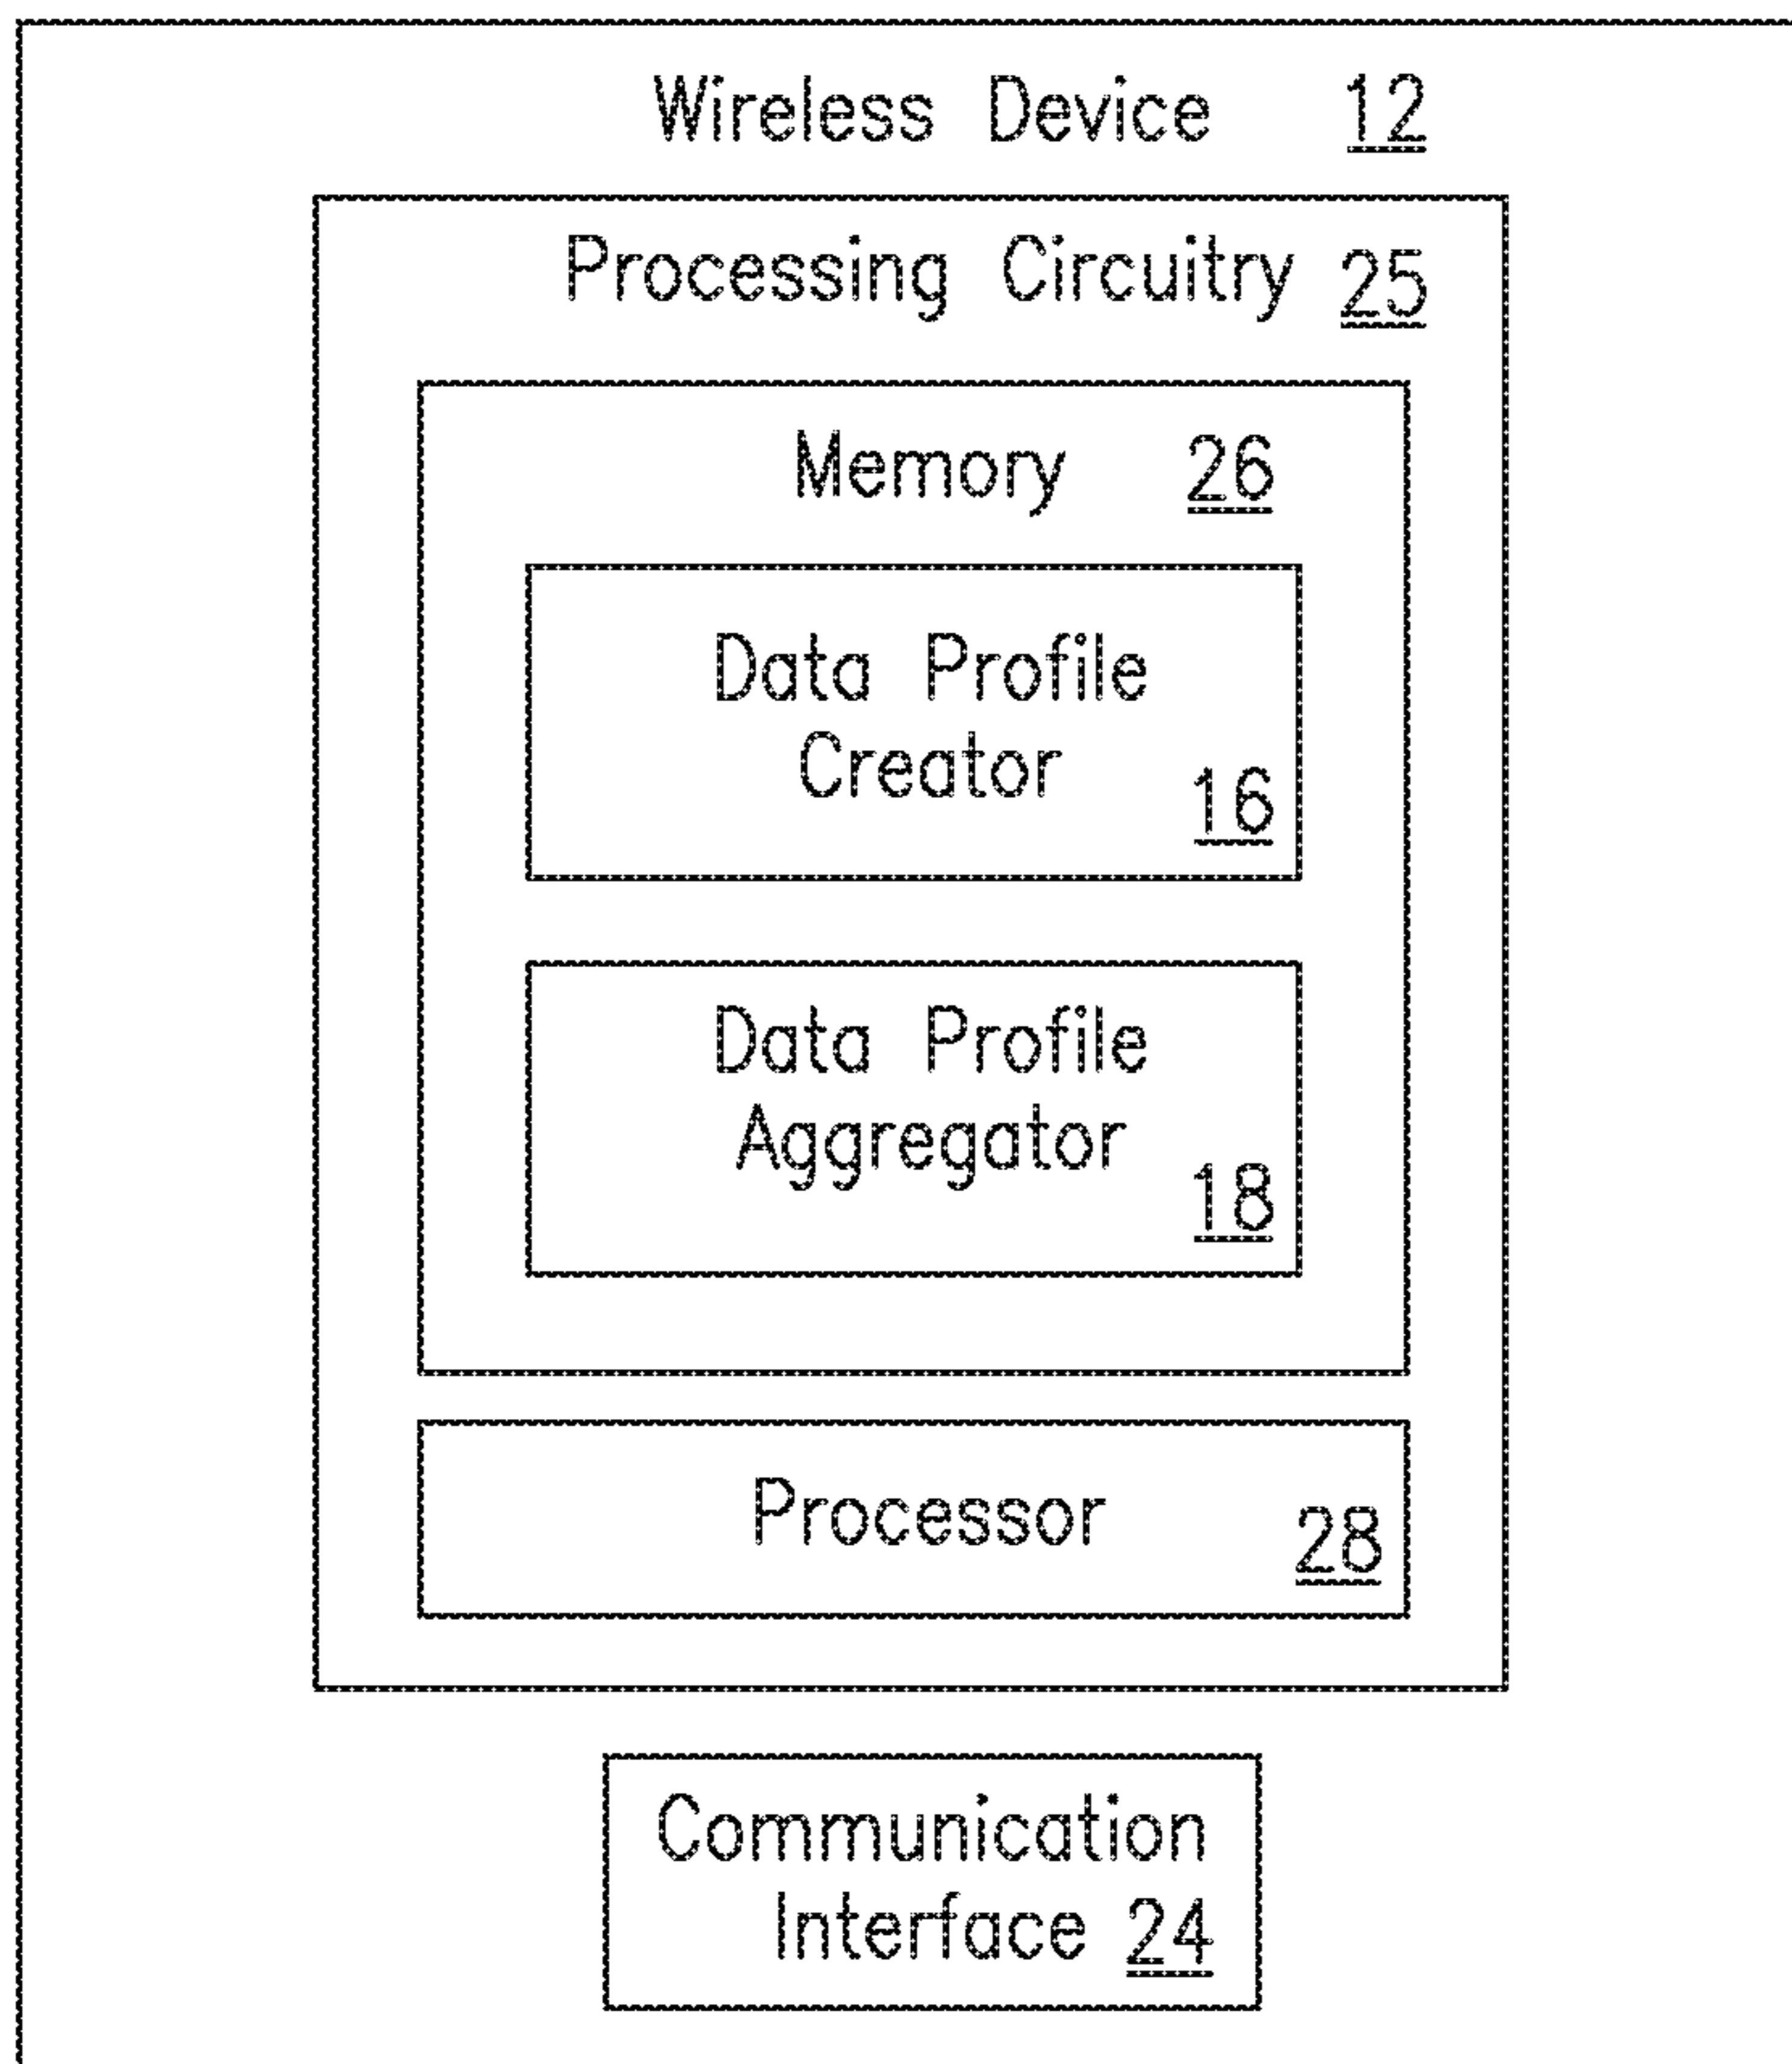 Wireless Device 12
Processing Circuitry 25
Memory 26
Data Profile
Creator 16
Data Profile
Aggregator 18
Processor 28
Communication
Interface 24